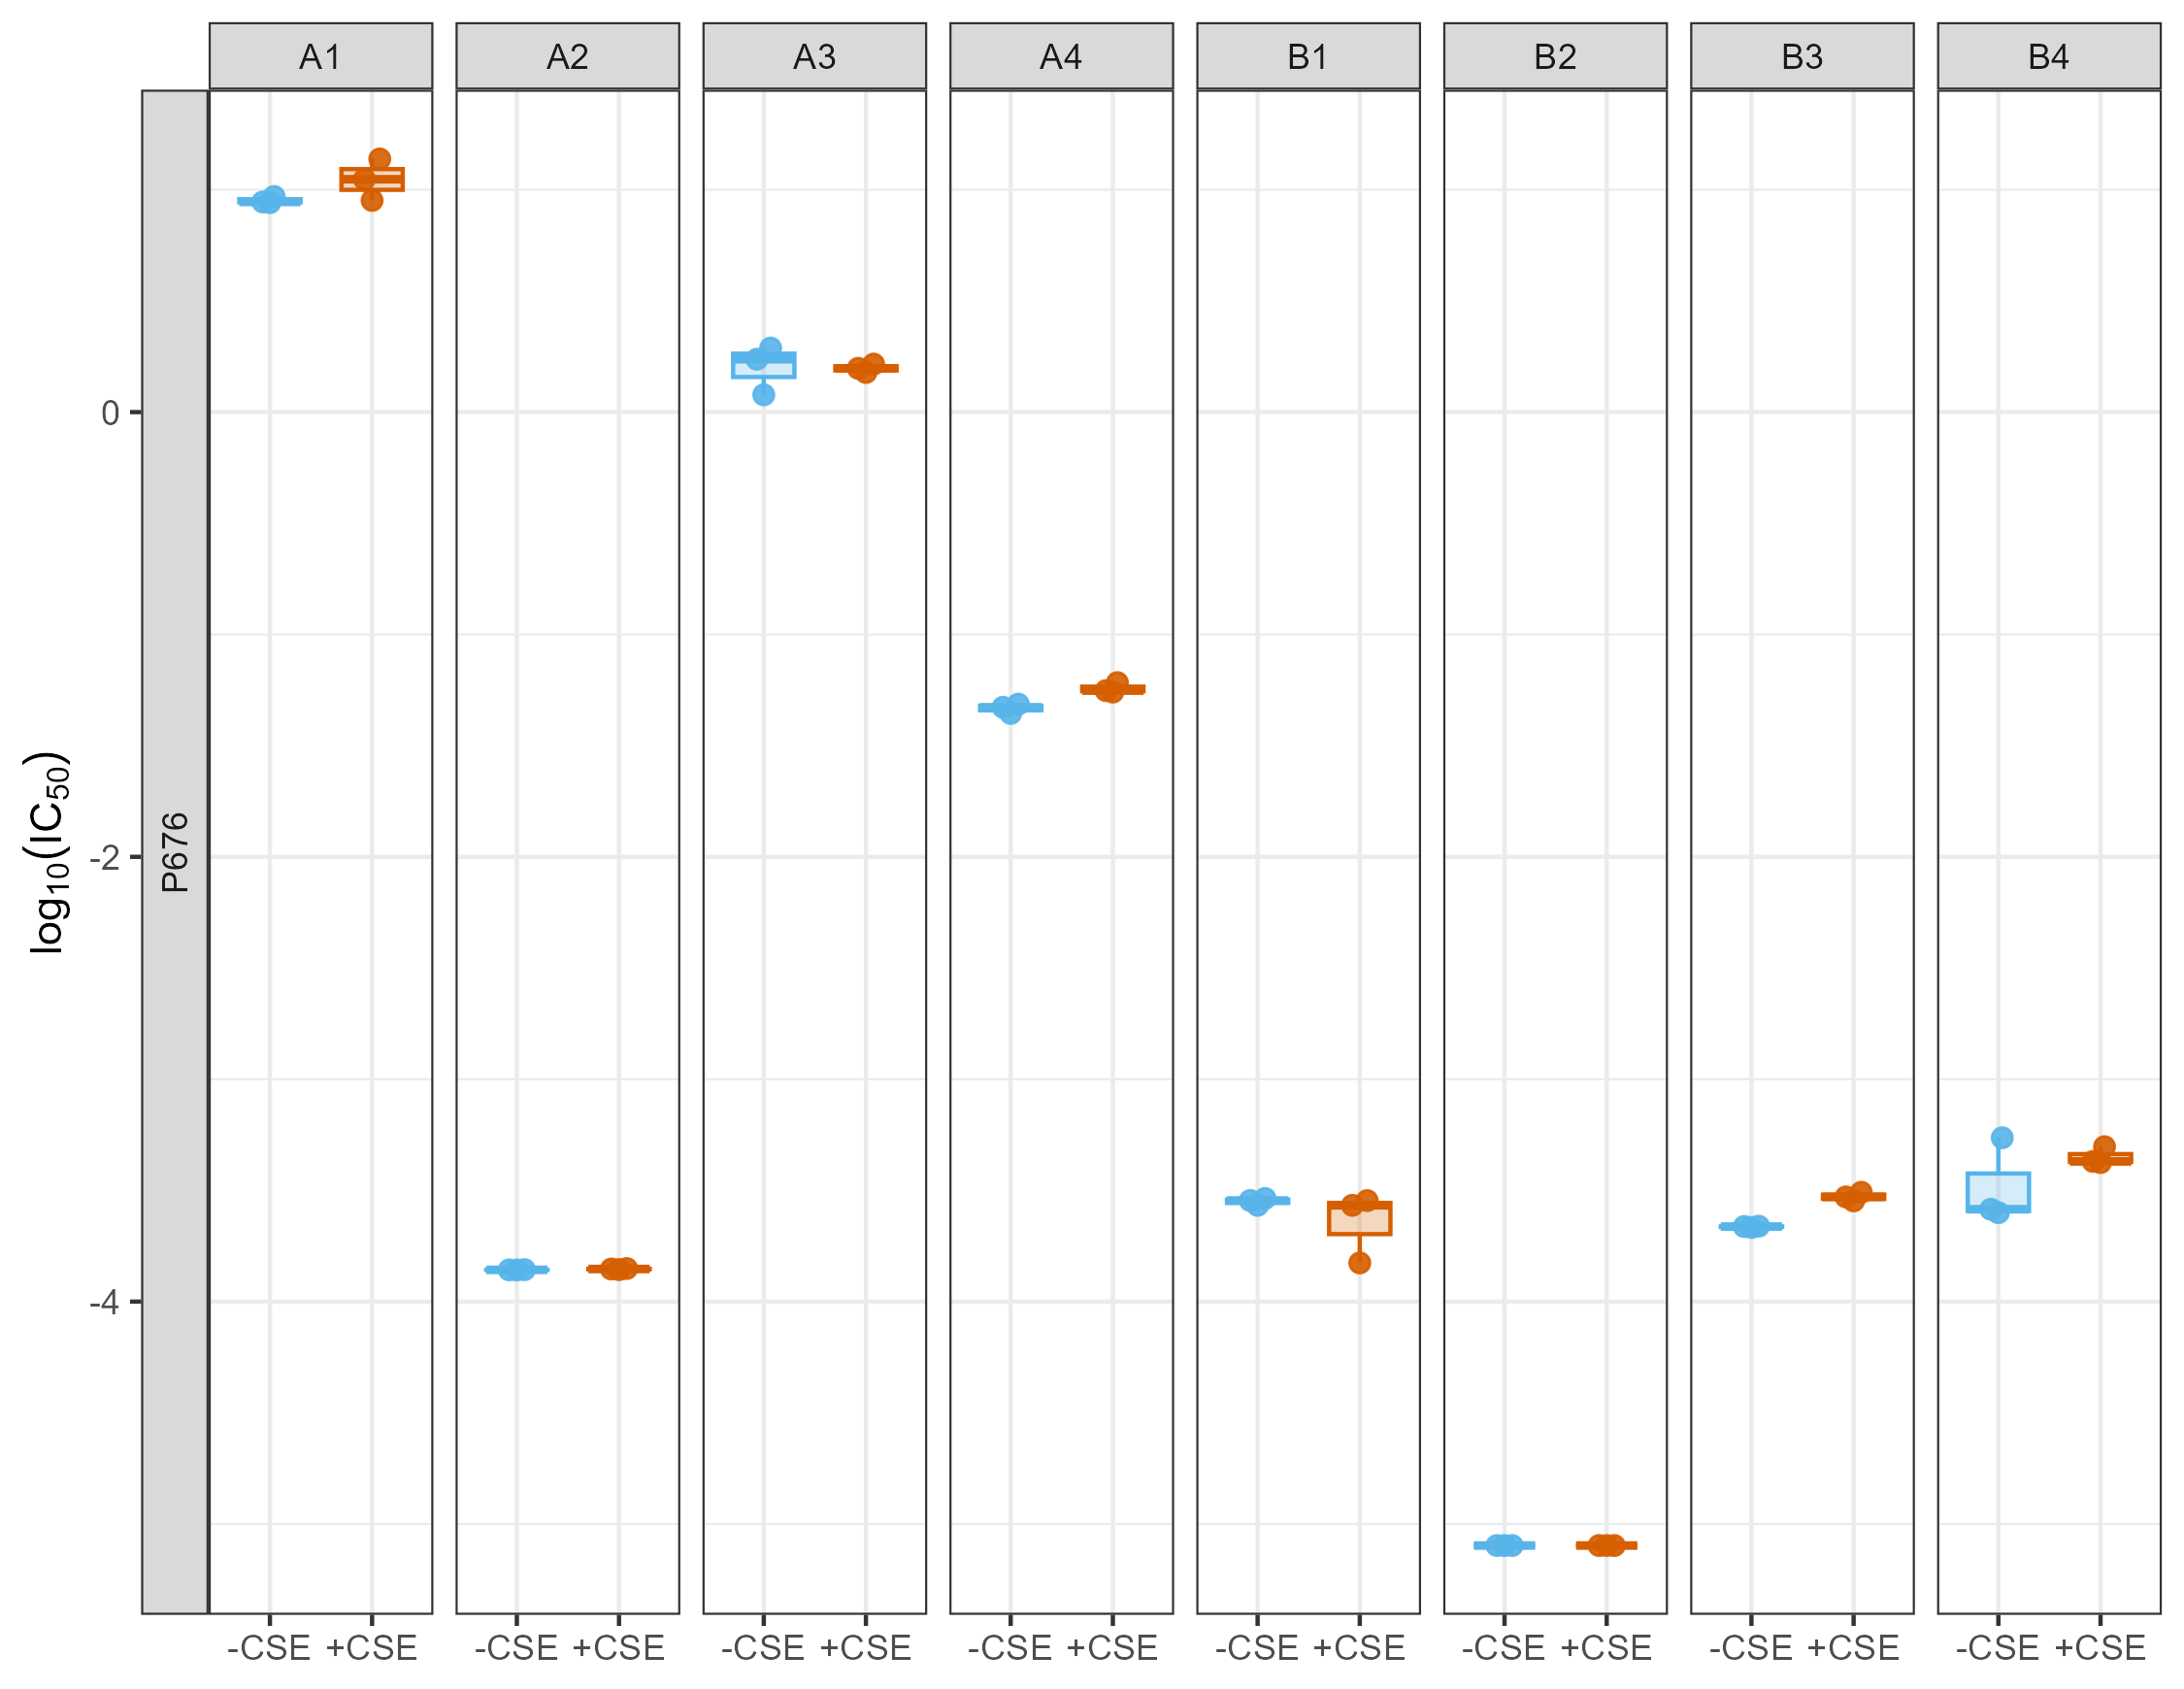 A1 A2 A3 A4 B1 B2 B3 B4
0
-2
-4
log₁₀(IC₅₀)
P676
-CSE +CSE -CSE +CSE -CSE +CSE -CSE +CSE -CSE +CSE -CSE +CSE -CSE +CSE -CSE +CSE